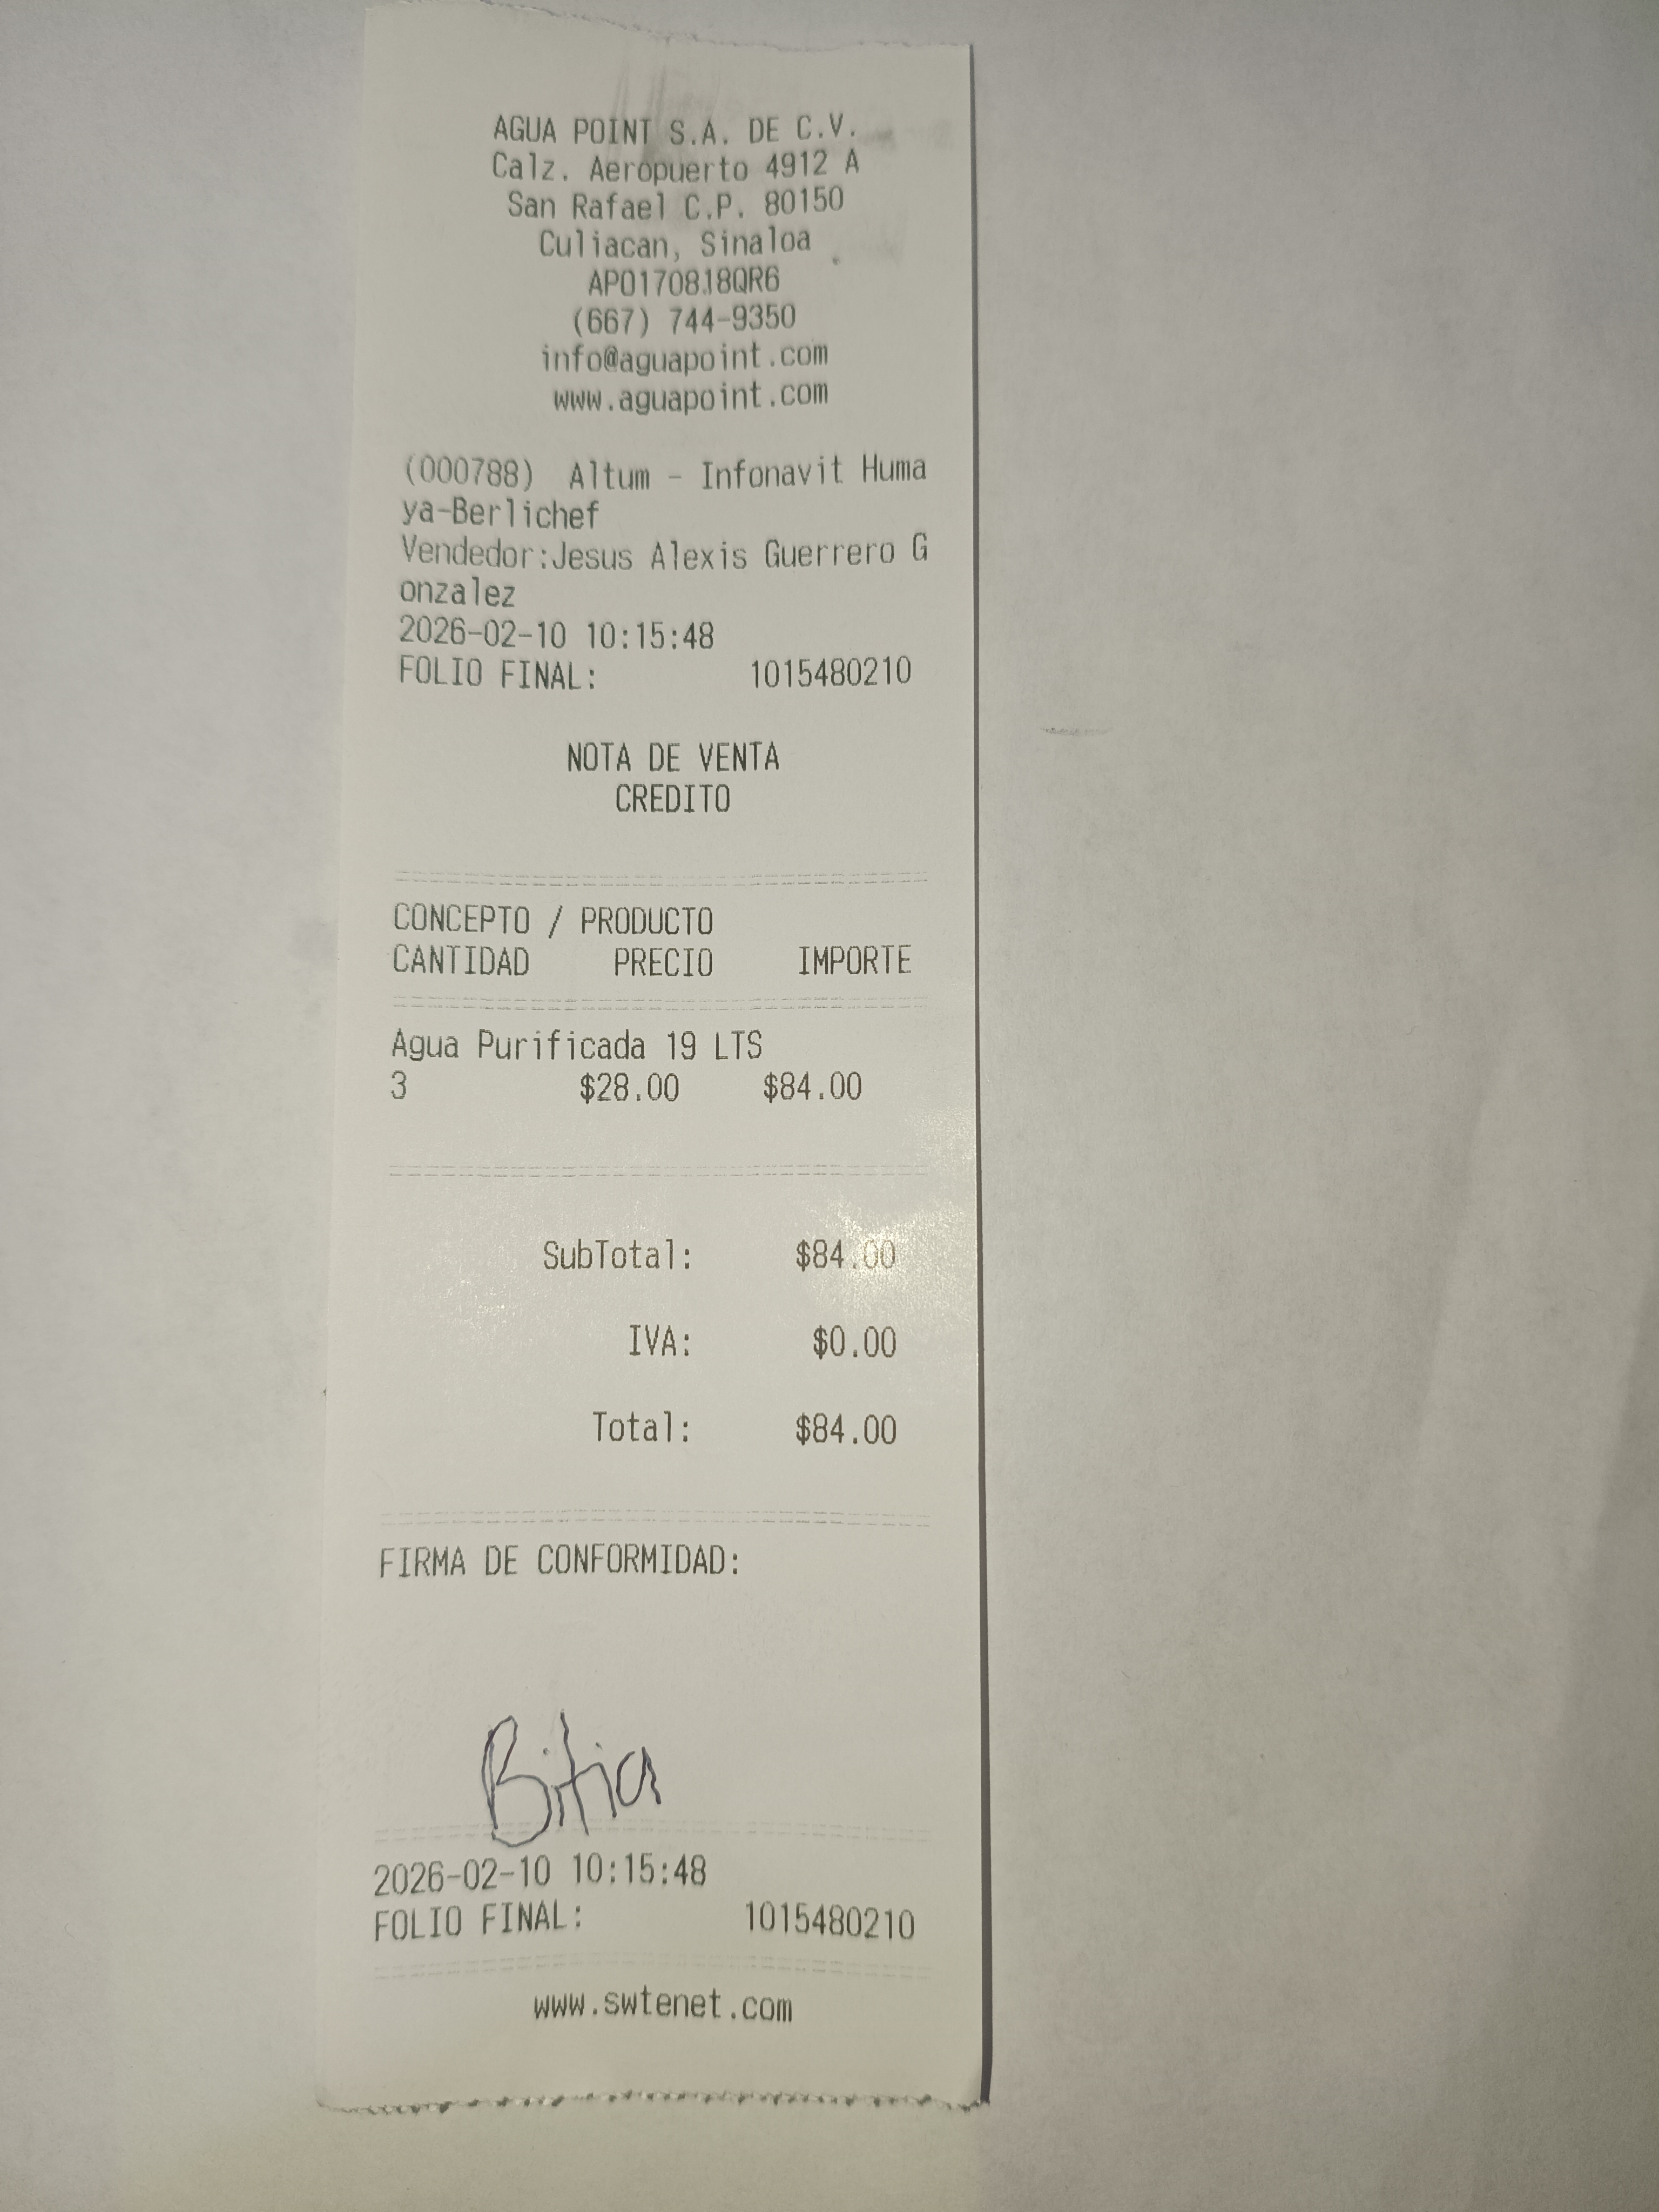 AGUA POINT S.A. DE C.V.
Calz. Aeropuerto 4912 A
San Rafael C.P. 80150
Culiacan, Sinaloa
APO170818QR6
(667) 744-9350
info@aguapoint.com
www.aguapoint.com
(000788) Altum - Infonavit Huma
ya-Berlichef
Vendedor:Jesus Alexis Guerrero G
onzalez
2026-02-10 10:15:48
FOLIO FINAL: 1015480210
NOTA DE VENTA
CREDITO
CONCEPTO / PRODUCTO
CANTIDAD PRECIO IMPORTE
Agua Purificada 19 LTS
3 $28.00 $84.00
SubTotal: $84.00
IVA: $0.00
Total: $84.00
FIRMA DE CONFORMIDAD:
Bitia
2026-02-10 10:15:48
FOLIO FINAL: 1015480210
www.swtenet.com